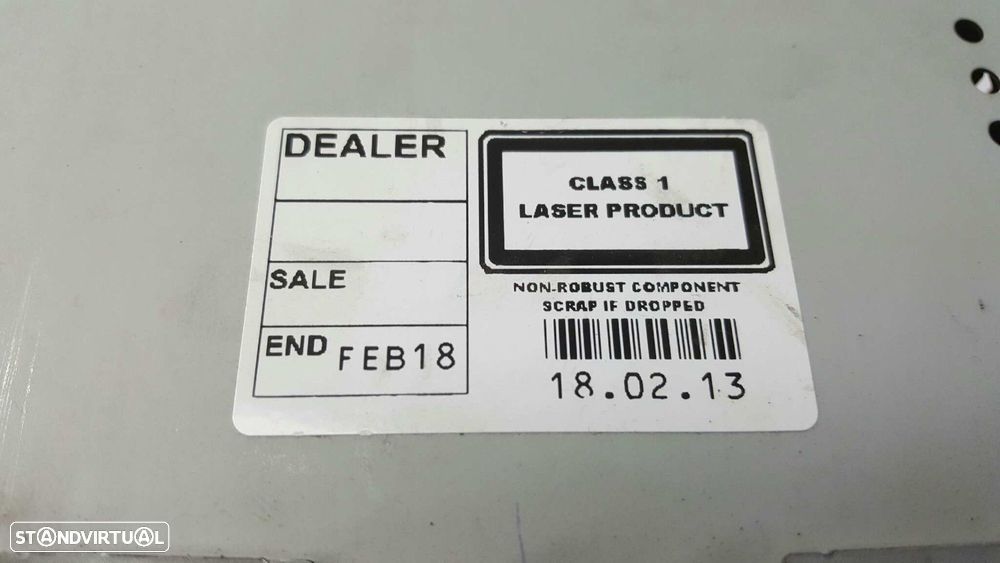 DEALER
SALE
END FEB18
CLASS 1
LASER PRODUCT
NON-ROBUST COMPONENT
SCRAP IF DROPPED
18.02.13
STANDVIRTUAL